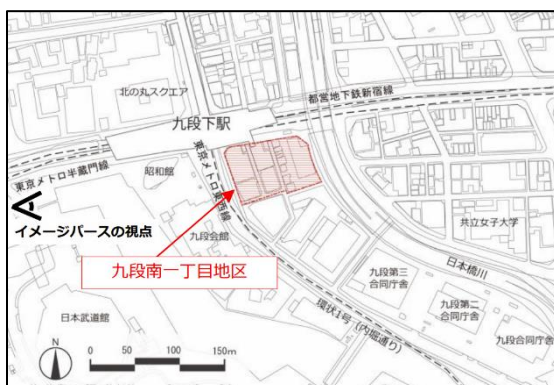 北の丸スクエア
都営地下鉄新宿線
九段下駅
東京メトロ半蔵門線
昭和館
東京メトロ東西線
イメージパースの視点
九段会館
共立女子大学
九段南一丁目地区
日本橋川
九段第三
合同庁舎
九段第二
合同庁舎
九段合同庁舎
環状1号(内堀通り)
日本武道館
N
0 50 100 150m